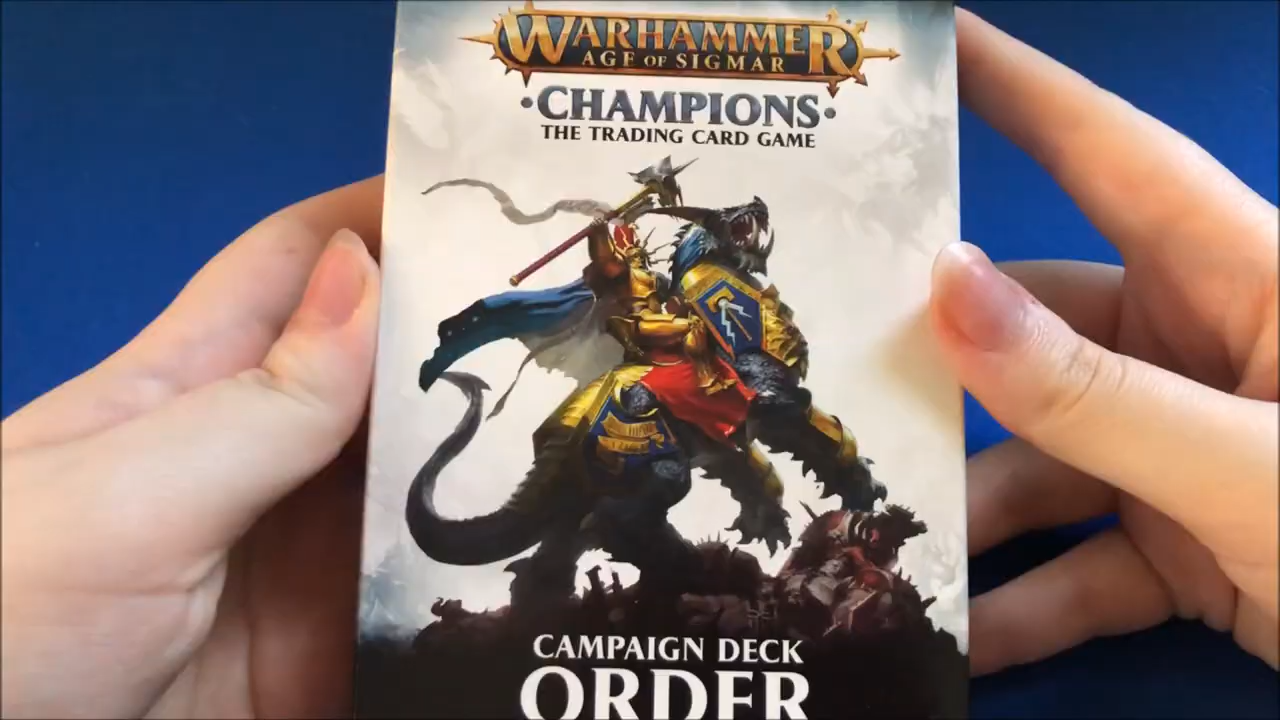 WARHAMMER
AGE OF SIGMAR
·CHAMPIONS·
THE TRADING CARD GAME
CAMPAIGN DECK
ORDER